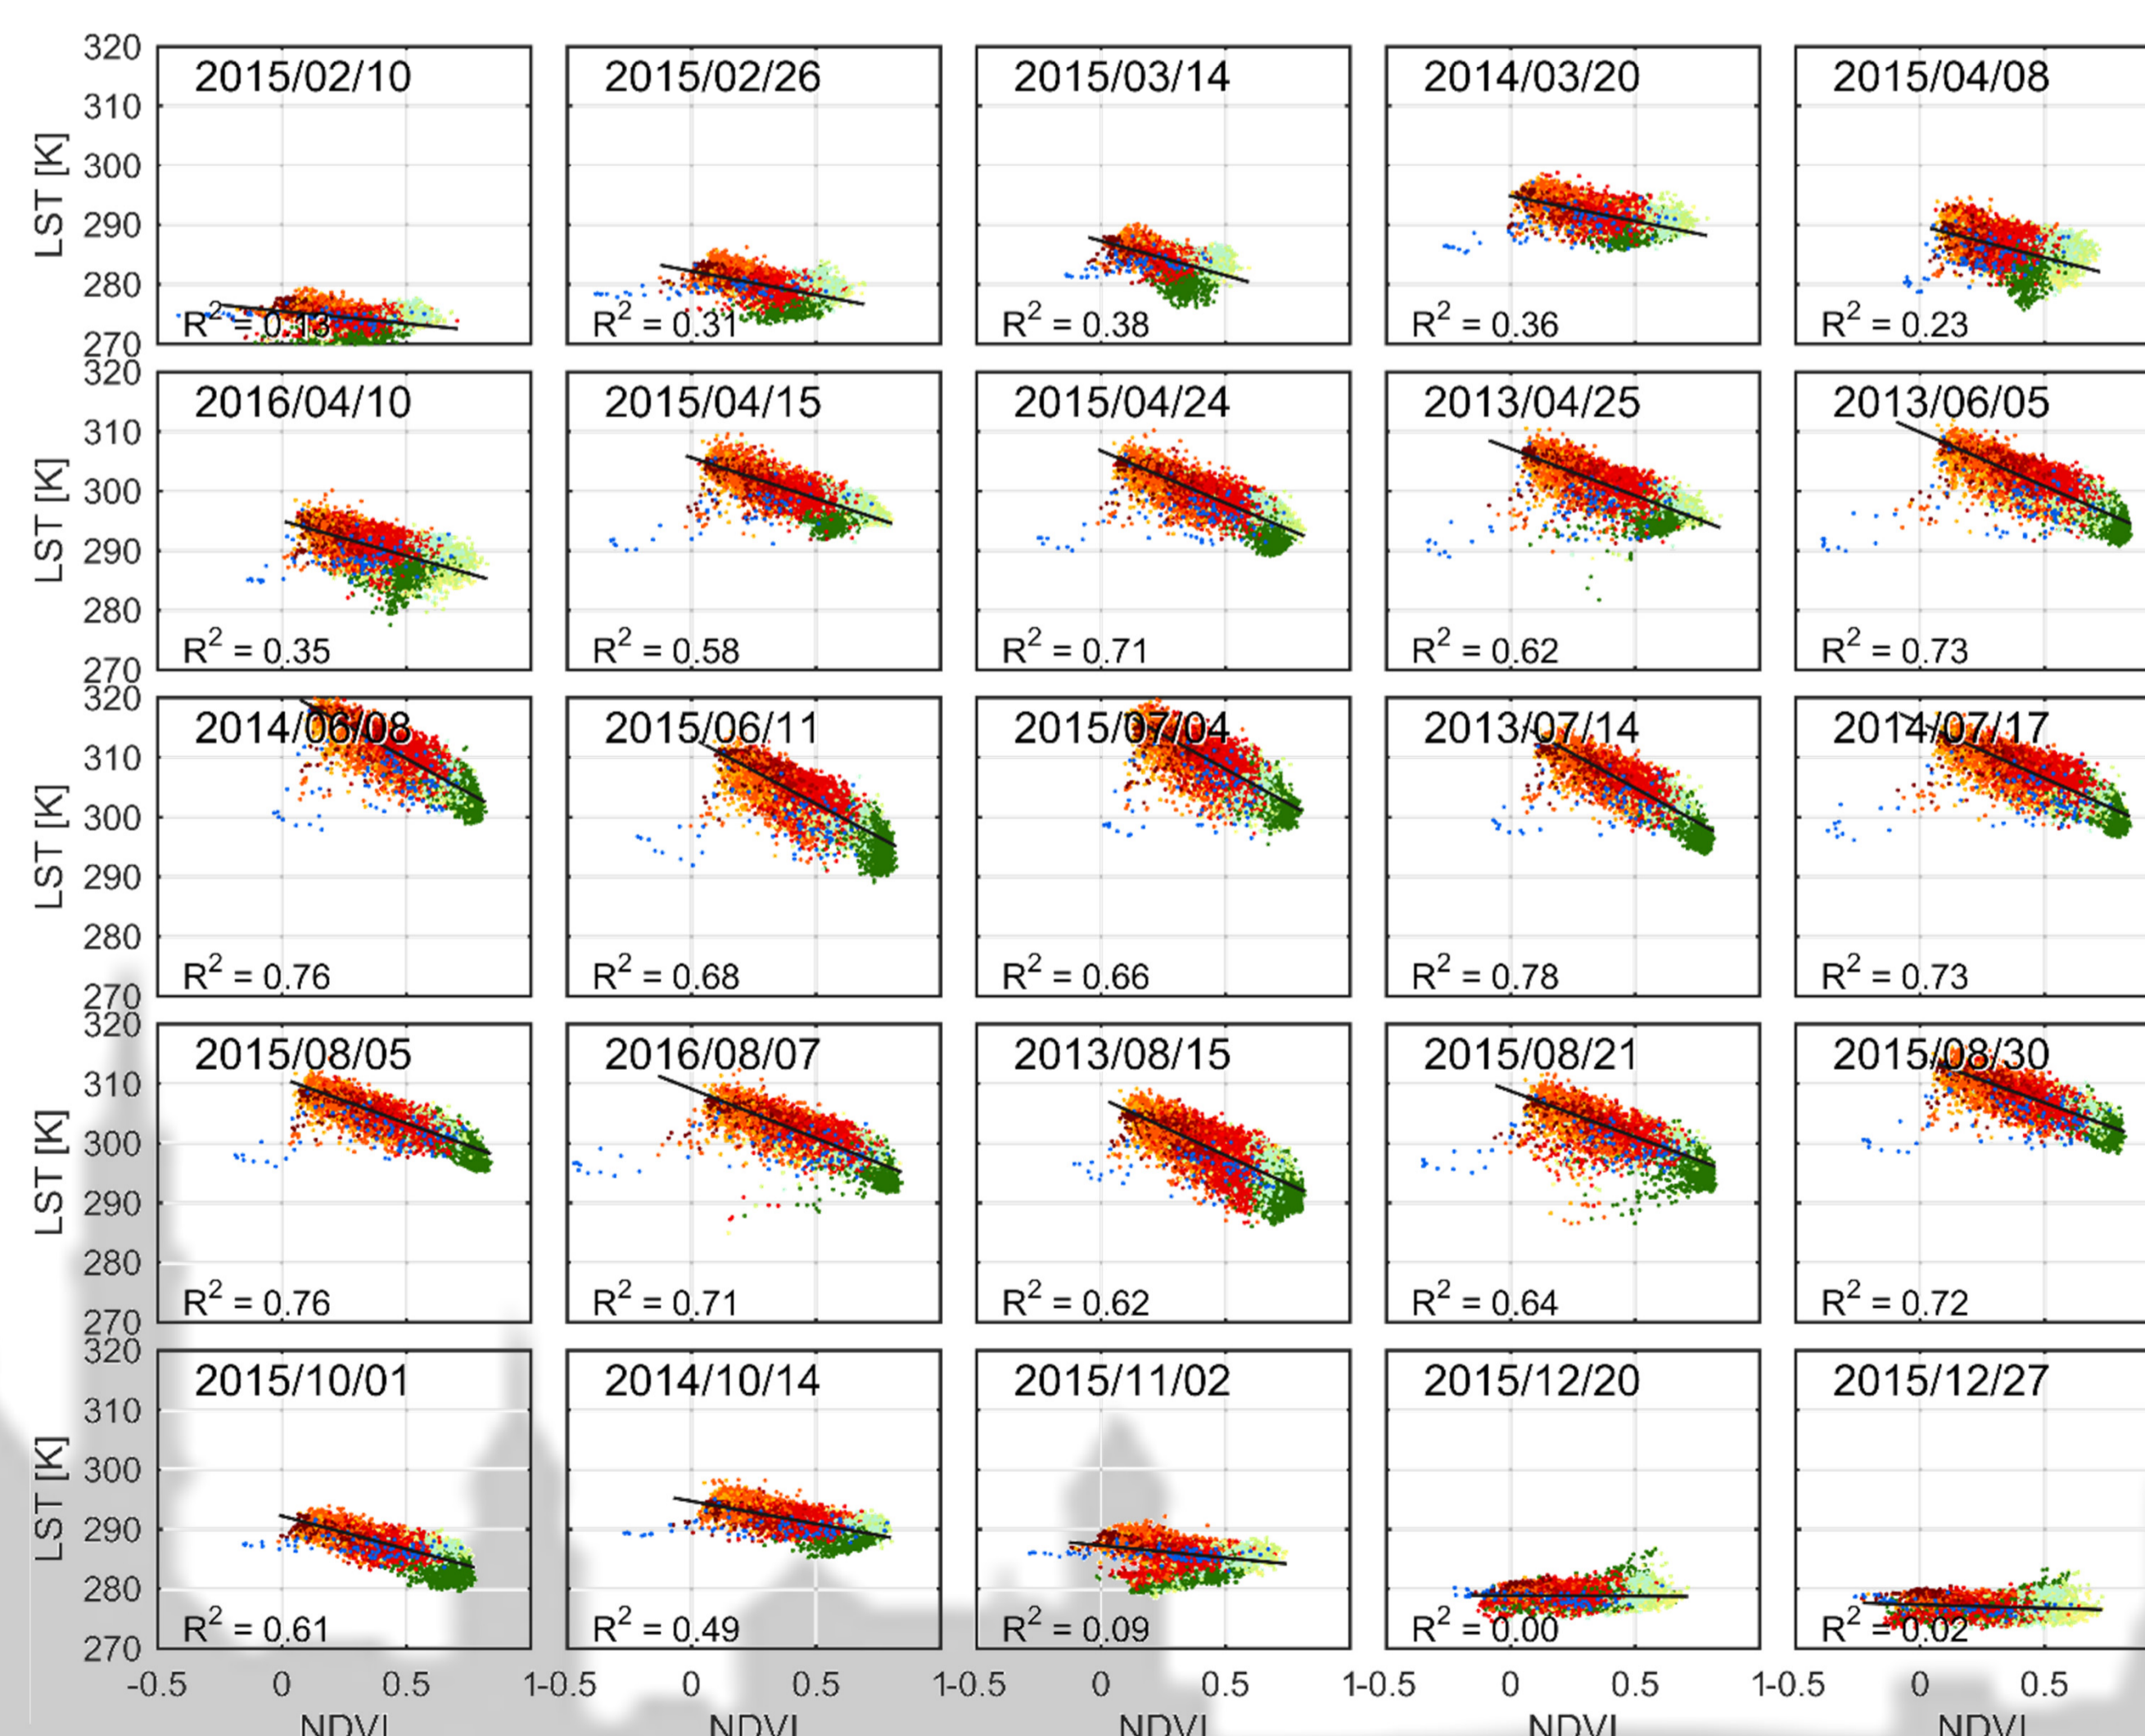 2015/02/10 2015/02/26 2015/03/14 2014/03/20 2015/04/08
LST [K]
320
310
300
290
280
270
R² = 0.13 R² = 0.31 R² = 0.38 R² = 0.36 R² = 0.23
2016/04/10 2015/04/15 2015/04/24 2013/04/25 2013/06/05
LST [K]
320
310
300
290
280
270
R² = 0.35 R² = 0.58 R² = 0.71 R² = 0.62 R² = 0.73
2014/06/08 2015/06/11 2015/07/04 2013/07/14 2014/07/17
LST [K]
320
310
300
290
280
270
R² = 0.76 R² = 0.68 R² = 0.66 R² = 0.78 R² = 0.73
2015/08/05 2016/08/07 2013/08/15 2015/08/21 2015/08/30
LST [K]
320
310
300
290
280
270
R² = 0.76 R² = 0.71 R² = 0.62 R² = 0.64 R² = 0.72
2015/10/01 2014/10/14 2015/11/02 2015/12/20 2015/12/27
LST [K]
320
310
300
290
280
270
R² = 0.61 R² = 0.49 R² = 0.09 R² = 0.00 R² = 0.02
-0.5 0 0.5 1 -0.5 0 0.5 1 -0.5 0 0.5 1 -0.5 0 0.5 1 -0.5 0 0.5
NDVI NDVI NDVI NDVI NDVI